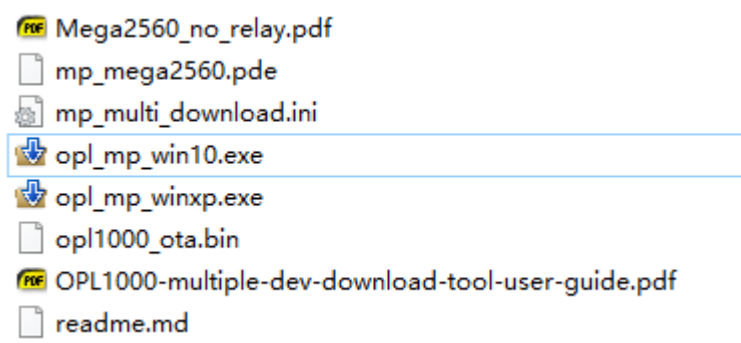 Mega2560_no_relay.pdf
mp_mega2560.pde
mp_multi_download.ini
opl_mp_win10.exe
opl_mp_winxp.exe
opl1000_ota.bin
OPL1000-multiple-dev-download-tool-user-guide.pdf
readme.md